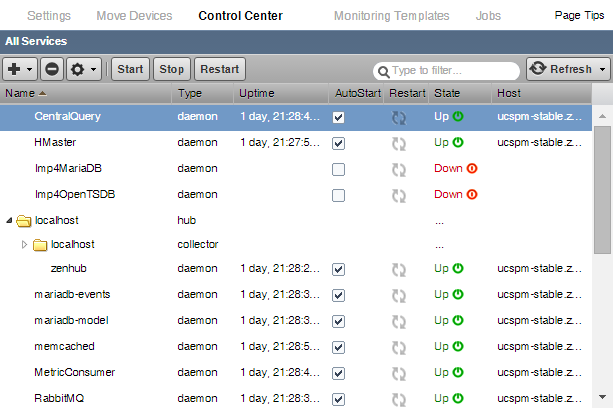 Settings Move Devices Control Center Monitoring Templates Jobs Page Tips
All Services
Start Stop Restart Type to filter... Refresh
Name Type Uptime AutoStart Restart State Host
CentralQuery daemon 1 day, 21:28:4... Up ucspm-stable.z...
HMaster daemon 1 day, 21:27:5... Up ucspm-stable.z...
Imp4MariaDB daemon Down
Imp4OpenTSDB daemon Down
localhost hub ...
localhost collector ...
zenhub daemon 1 day, 21:28:2... Up ucspm-stable.z...
mariadb-events daemon 1 day, 21:28:3... Up ucspm-stable.z...
mariadb-model daemon 1 day, 21:28:3... Up ucspm-stable.z...
memcached daemon 1 day, 21:28:5... Up ucspm-stable.z...
MetricConsumer daemon 1 day, 21:28:4... Up ucspm-stable.z...
RabbitMQ daemon 1 day, 21:28:3... Up ucspm-stable.z...